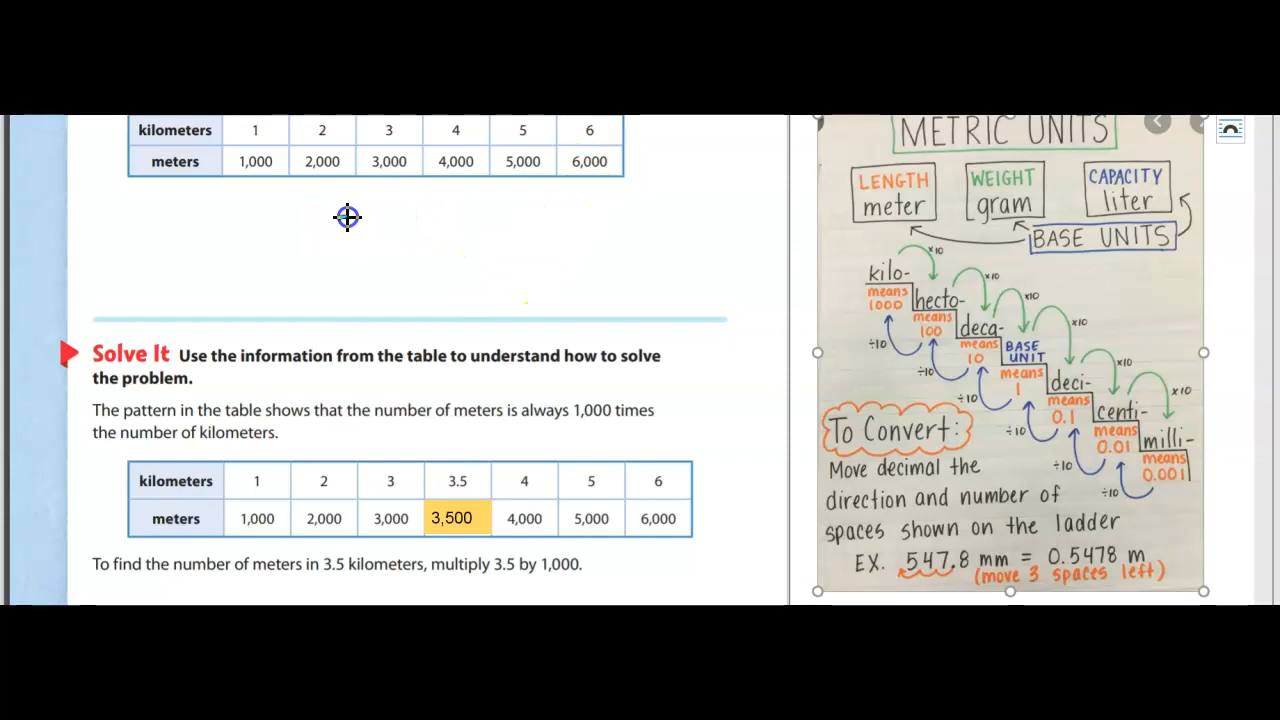 kilometers 1 2 3 4 5 6
meters 1,000 2,000 3,000 4,000 5,000 6,000
Solve It Use the information from the table to understand how to solve
the problem.
The pattern in the table shows that the number of meters is always 1,000 times
the number of kilometers.
kilometers 1 2 3 3.5 4 5 6
meters 1,000 2,000 3,000 3,500 4,000 5,000 6,000
To find the number of meters in 3.5 kilometers, multiply 3.5 by 1,000.
METRIC UNITS
LENGTH
meter
WEIGHT
gram
CAPACITY
liter
BASE UNITS
x10
kilo-
means
1000
x10
hecto-
means
100
x10
deca-
means
10
x10
BASE
UNIT
means
1
x10
deci-
means
0.1
x10
centi-
means
0.01
milli-
means
0.001
÷10
÷10
÷10
÷10
÷10
÷10
To Convert:
Move decimal the
direction and number of
spaces shown on the ladder
EX. 547.8 mm = 0.5478 m
(move 3 spaces left)